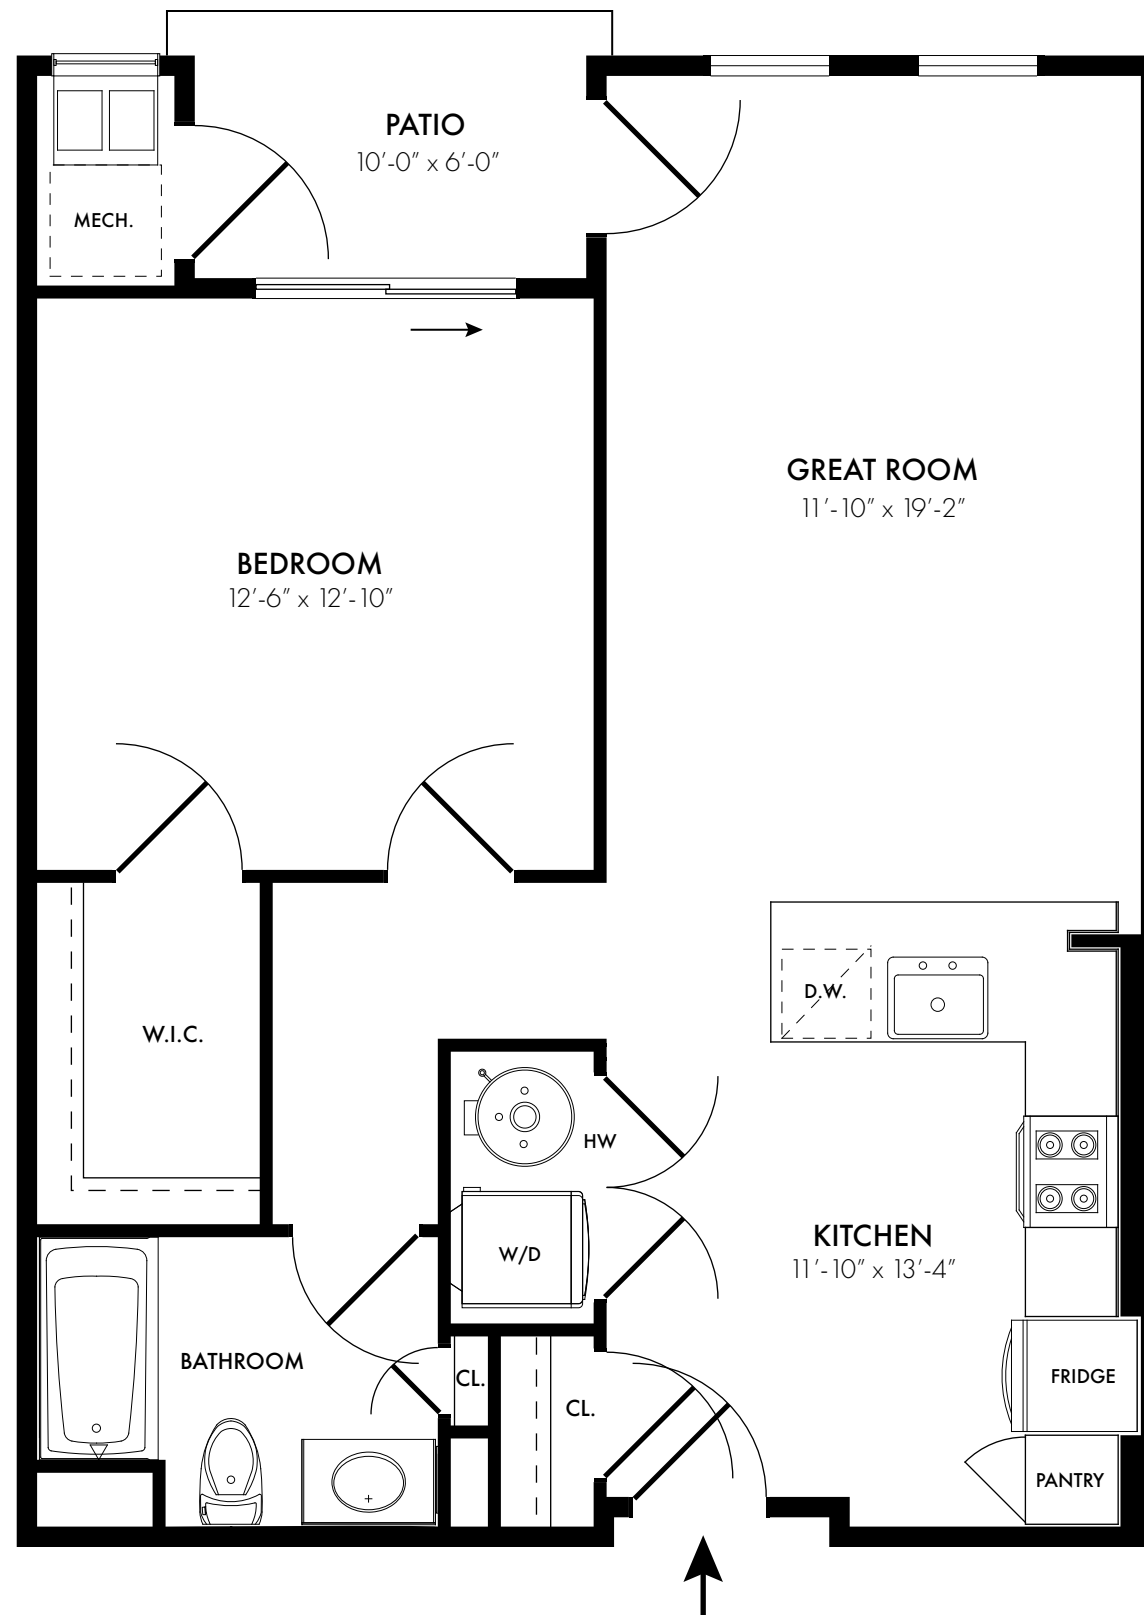 PATIO
10’-0” x 6’-0”
MECH.
GREAT ROOM
11’-10” x 19’-2”
BEDROOM
12’-6” x 12’-10”
D.W.
W.I.C.
HW
KITCHEN
11’-10” x 13’-4”
W/D
BATHROOM
CL.
CL.
FRIDGE
PANTRY